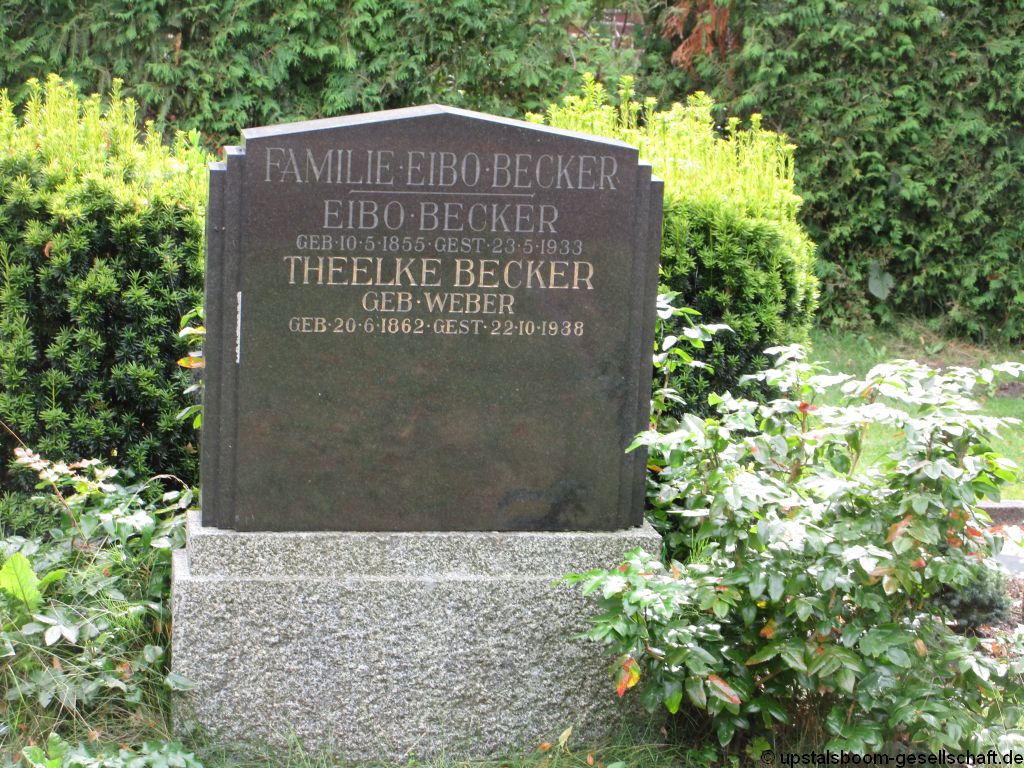 FAMILIE·EIBO·BECKER
EIBO·BECKER
GEB·10·5·1855·GEST·23·5·1933
THEELKE BECKER
GEB·WEBER
GEB·20·6·1862·GEST·22·10·1938
© upstalsboom-gesellschaft.de